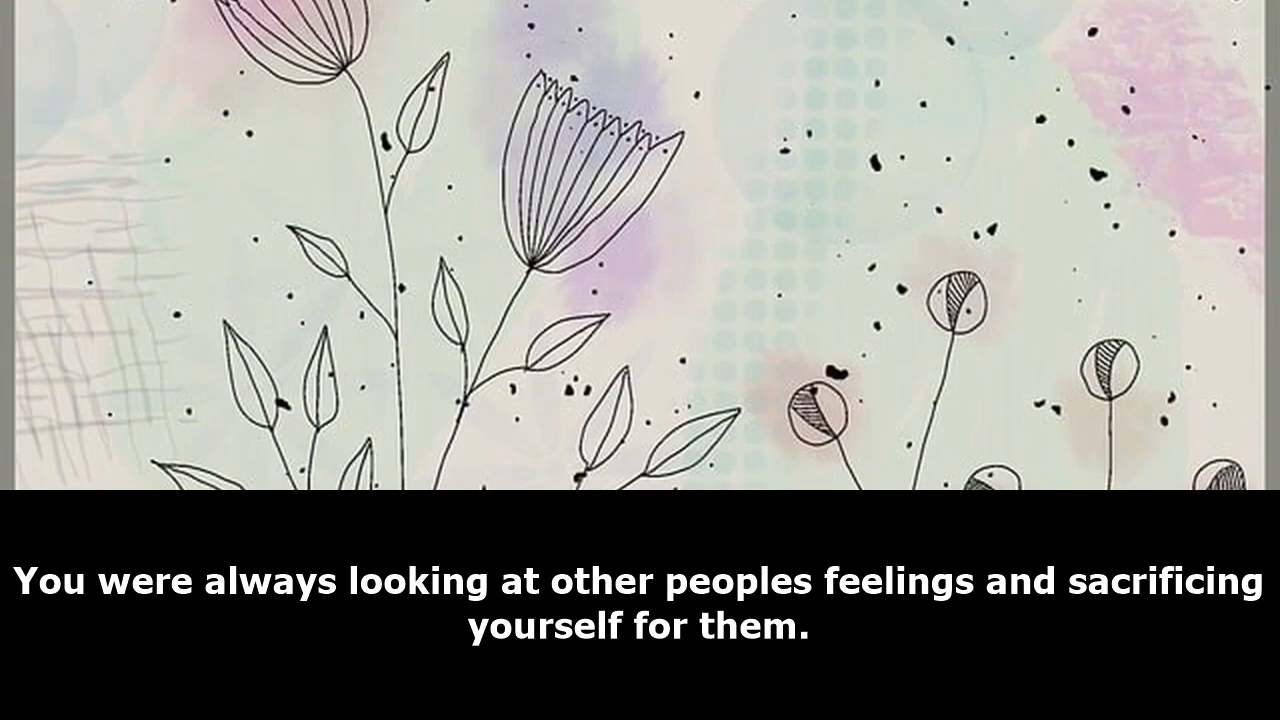 You were always looking at other peoples feelings and sacrificing
yourself for them.